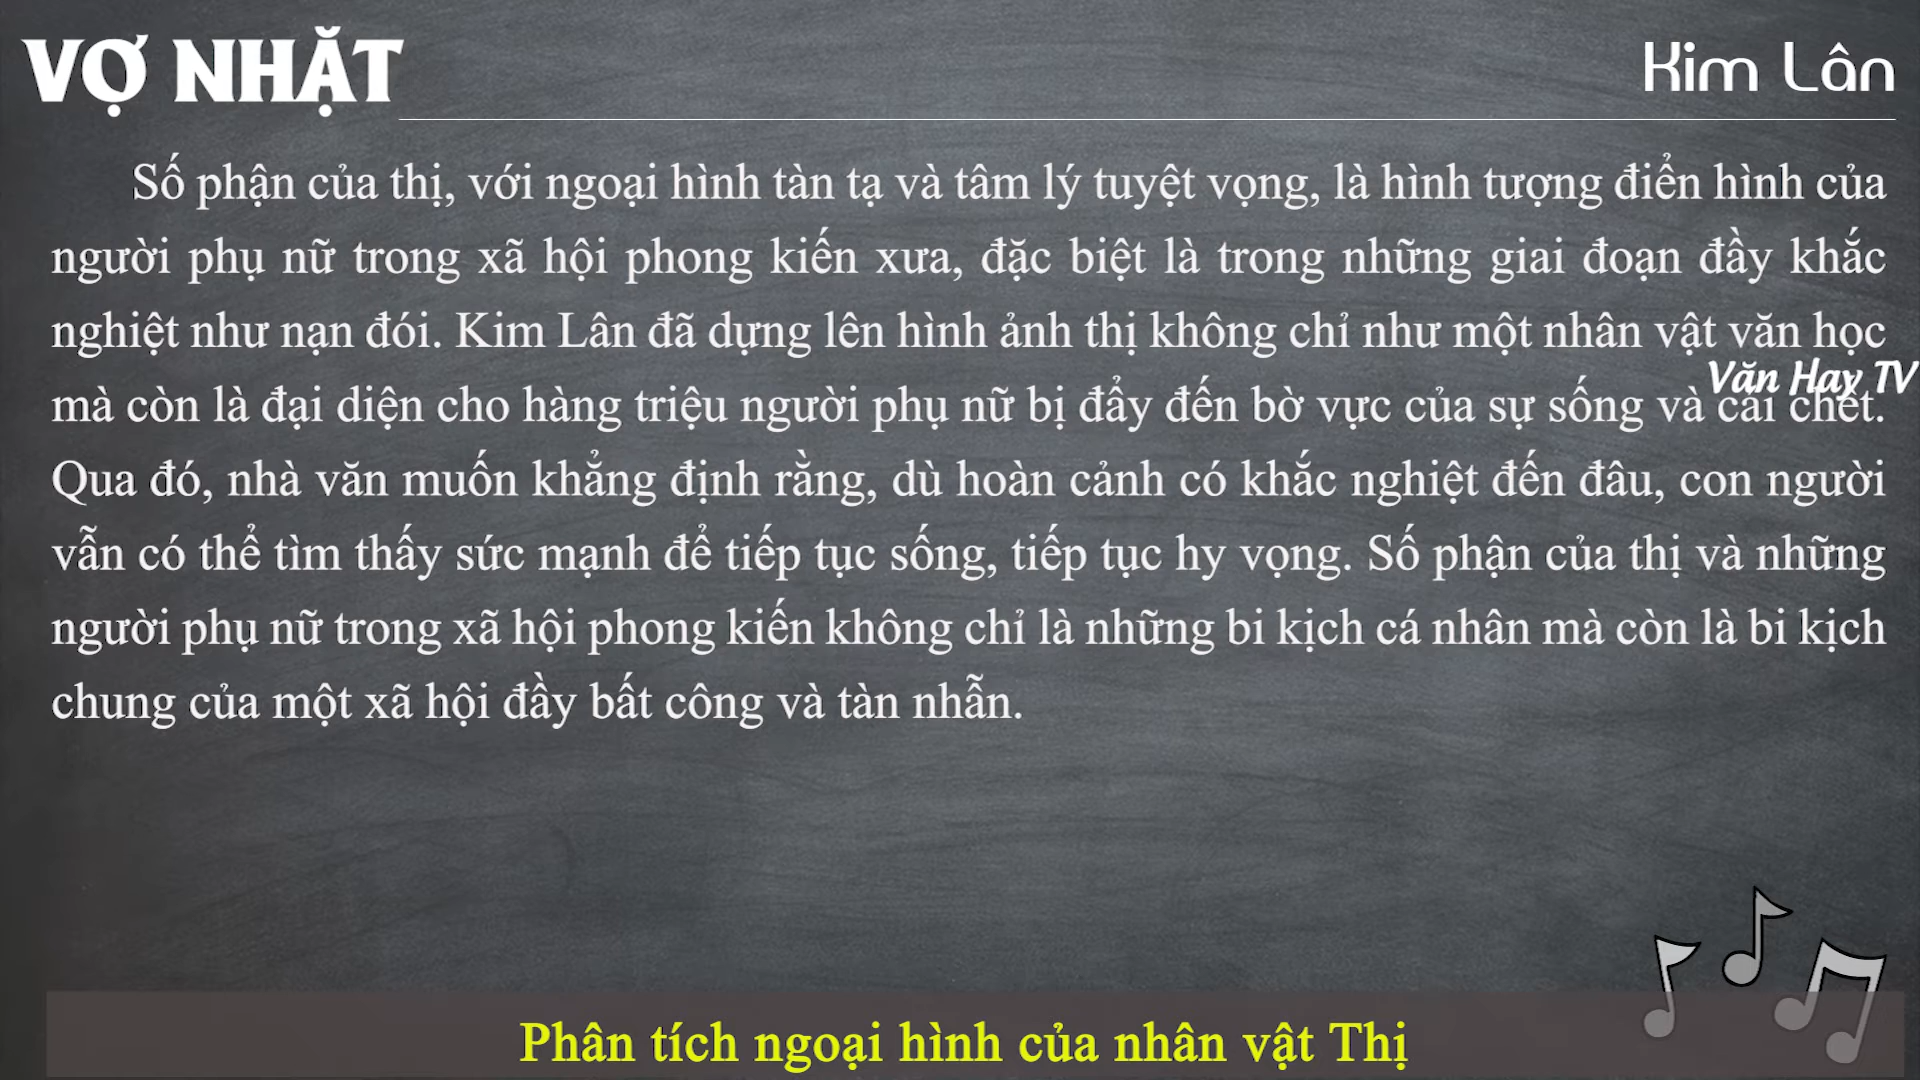 VỢ NHẶT
Kim Lân
Số phận của thị, với ngoại hình tàn tạ và tâm lý tuyệt vọng, là hình tượng điển hình của
người phụ nữ trong xã hội phong kiến xưa, đặc biệt là trong những giai đoạn đầy khắc
nghiệt như nạn đói. Kim Lân đã dựng lên hình ảnh thị không chỉ như một nhân vật văn học
Văn Hay TV
mà còn là đại diện cho hàng triệu người phụ nữ bị đẩy đến bờ vực của sự sống và cái chết.
Qua đó, nhà văn muốn khẳng định rằng, dù hoàn cảnh có khắc nghiệt đến đâu, con người
vẫn có thể tìm thấy sức mạnh để tiếp tục sống, tiếp tục hy vọng. Số phận của thị và những
người phụ nữ trong xã hội phong kiến không chỉ là những bi kịch cá nhân mà còn là bi kịch
chung của một xã hội đầy bất công và tàn nhẫn.
Phân tích ngoại hình của nhân vật Thị